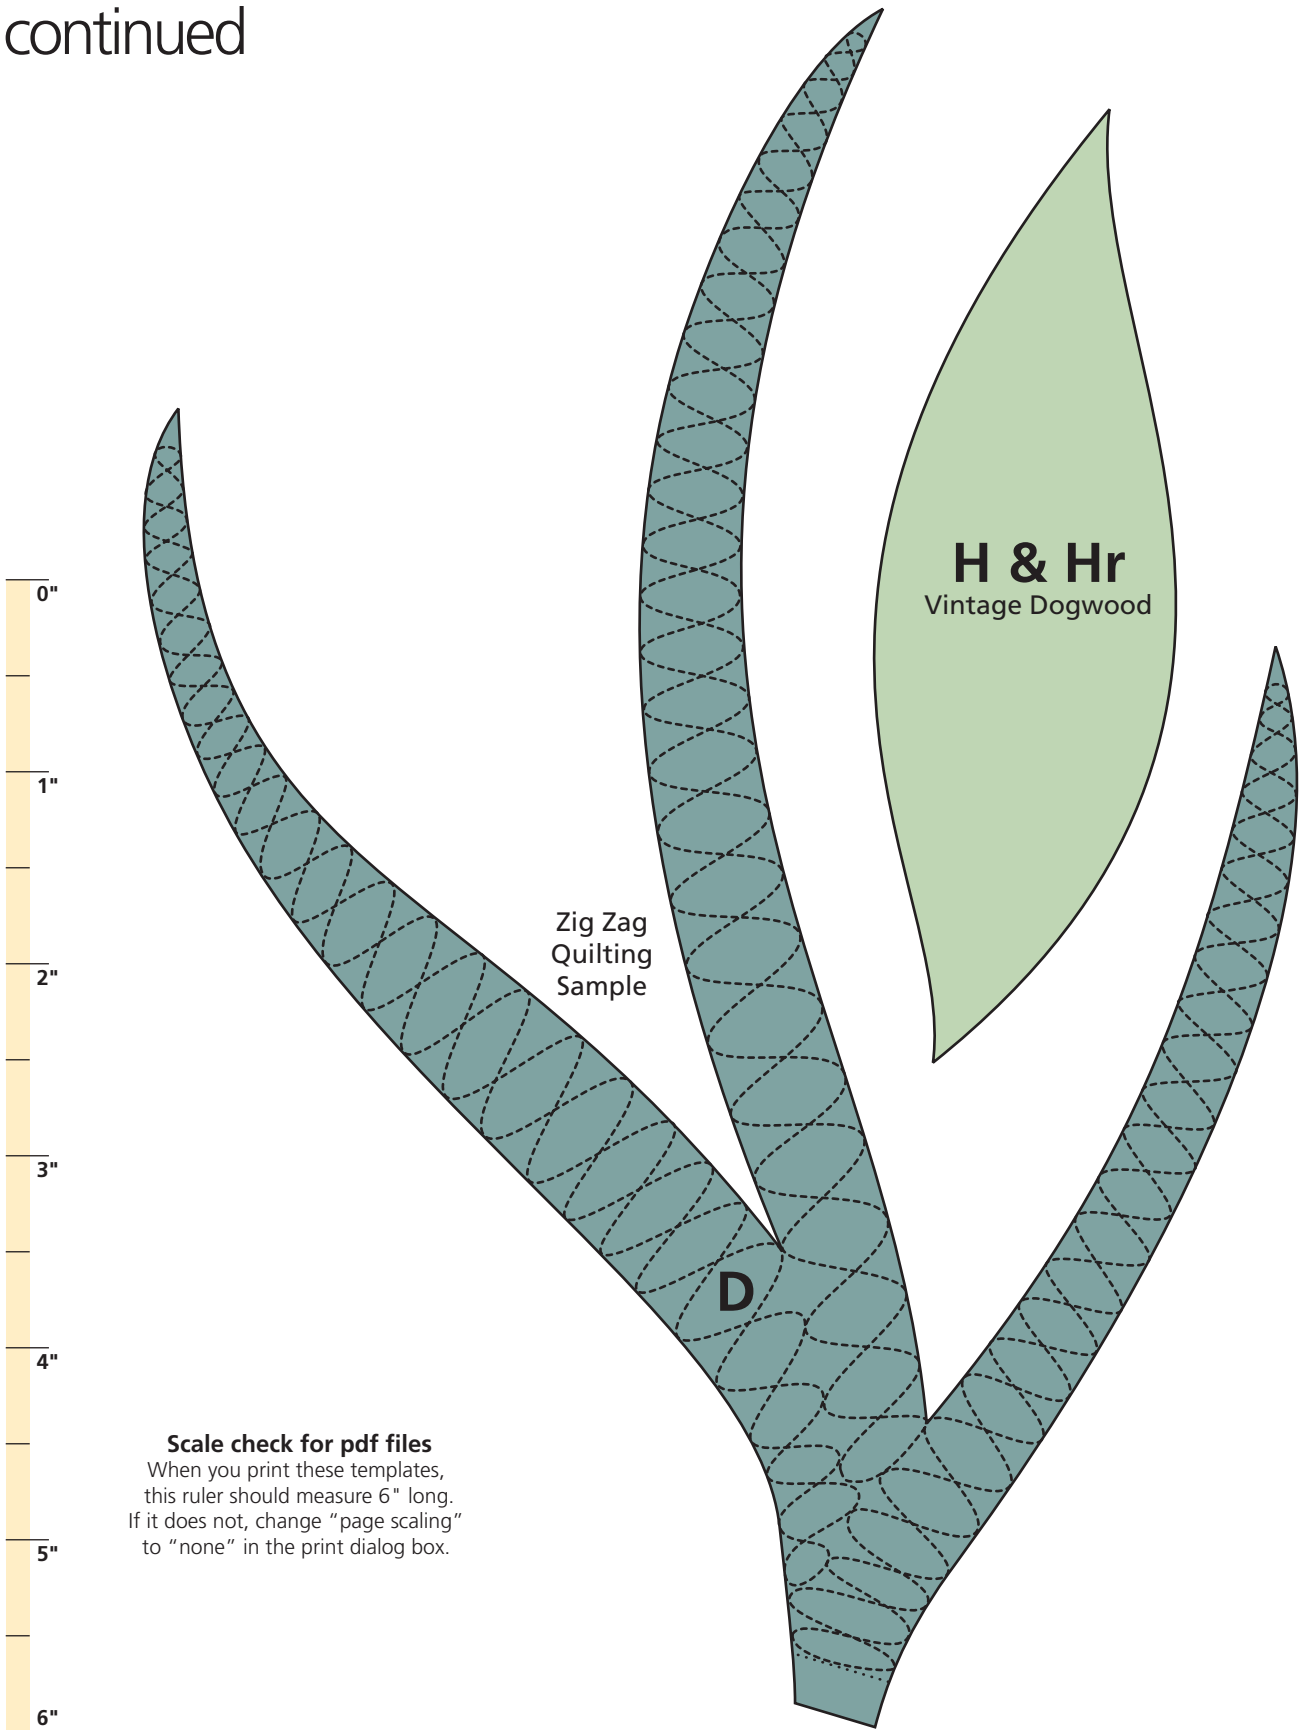 continued
H & Hr
Vintage Dogwood
0"
1"
Zig Zag
Quilting
Sample
2"
3"
D
4"
Scale check for pdf files
When you print these templates,
this ruler should measure 6" long.
If it does not, change “page scaling”
to “none” in the print dialog box.
5"
6"